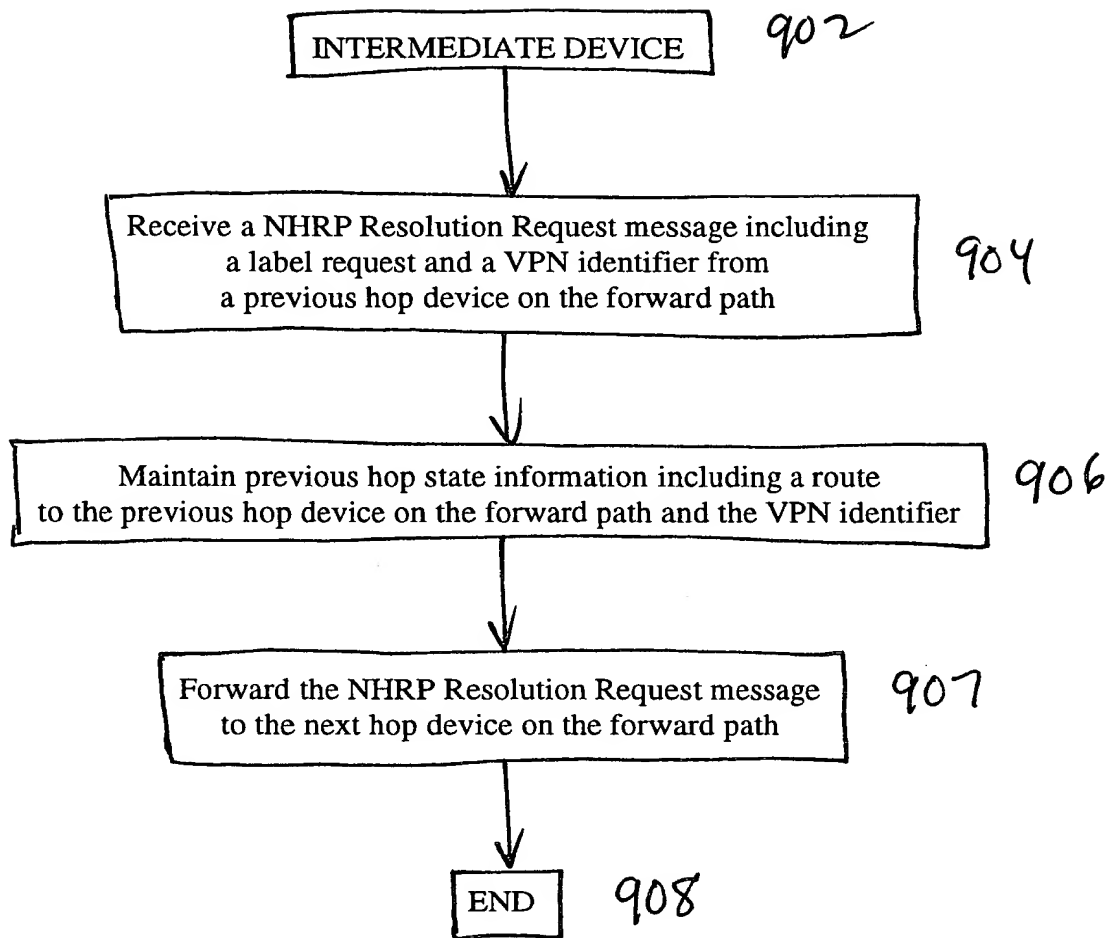 INTERMEDIATE DEVICE
902
Receive a NHRP Resolution Request message including
a label request and a VPN identifier from
a previous hop device on the forward path
904
Maintain previous hop state information including a route
to the previous hop device on the forward path and the VPN identifier
906
Forward the NHRP Resolution Request message
to the next hop device on the forward path
907
END
908